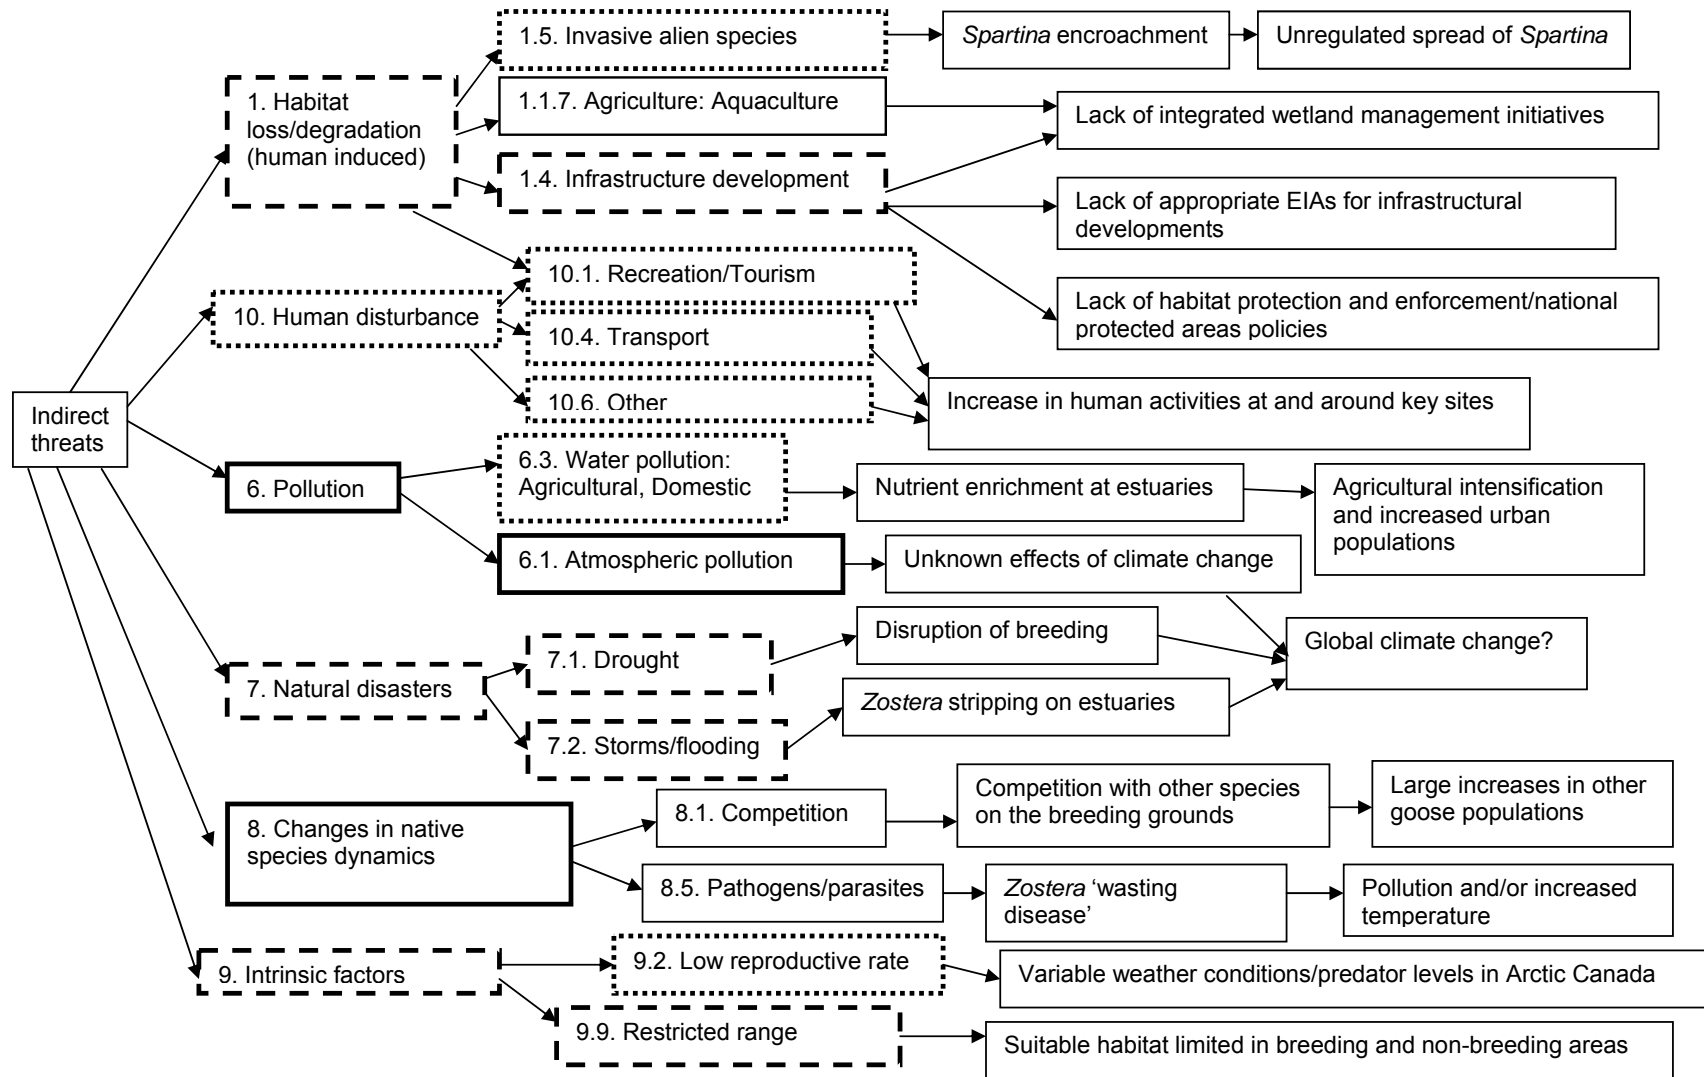 1.5. Invasive alien species
Spartina encroachment
Unregulated spread of Spartina
1. Habitat
loss/degradation
(human induced)
1.1.7. Agriculture: Aquaculture
Lack of integrated wetland management initiatives
1.4. Infrastructure development
Lack of appropriate EIAs for infrastructural
developments
10.1. Recreation/Tourism
Lack of habitat protection and enforcement/national
protected areas policies
10. Human disturbance
10.4. Transport
10.6. Other
Increase in human activities at and around key sites
Indirect
threats
6. Pollution
6.3. Water pollution:
Agricultural, Domestic
Nutrient enrichment at estuaries
Agricultural intensification
and increased urban
populations
6.1. Atmospheric pollution
Unknown effects of climate change
7. Natural disasters
7.1. Drought
Disruption of breeding
Global climate change?
7.2. Storms/flooding
Zostera stripping on estuaries
8. Changes in native
species dynamics
8.1. Competition
Competition with other species
on the breeding grounds
Large increases in other
goose populations
8.5. Pathogens/parasites
Zostera ‘wasting
disease’
Pollution and/or increased
temperature
9. Intrinsic factors
9.2. Low reproductive rate
Variable weather conditions/predator levels in Arctic Canada
9.9. Restricted range
Suitable habitat limited in breeding and non-breeding areas